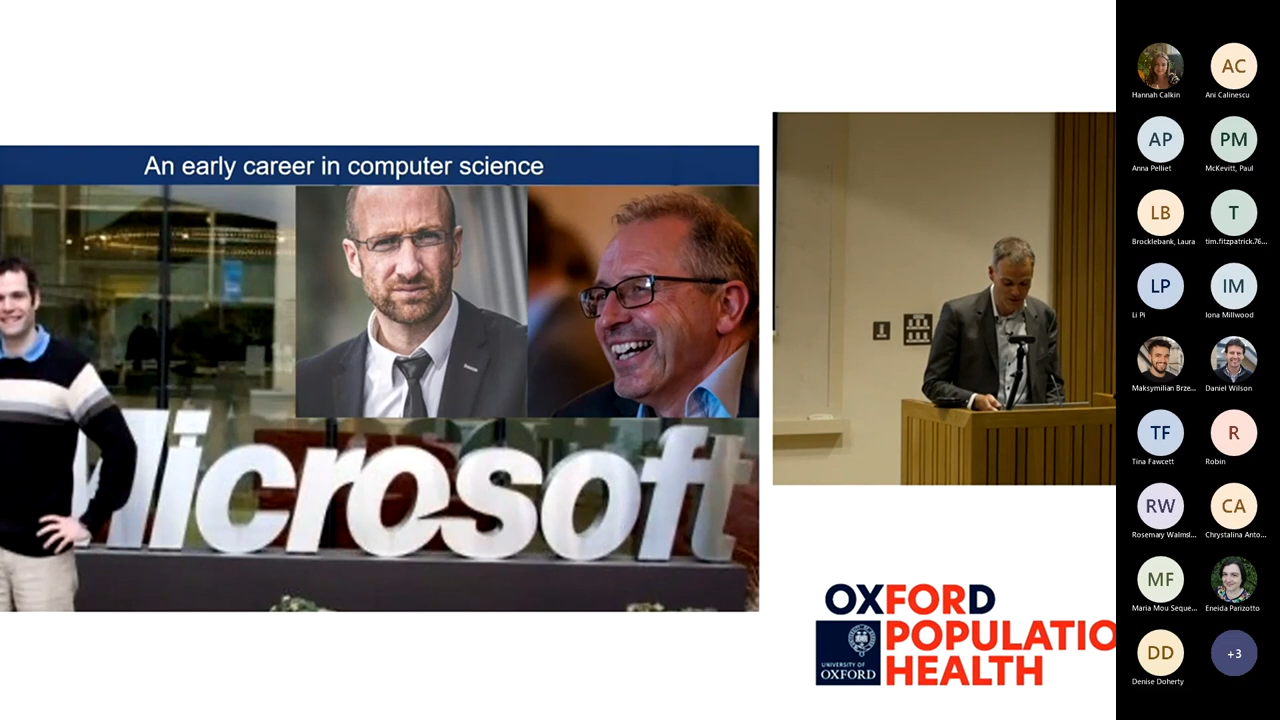 An early career in computer science
Microsoft
OXFORD
POPULATIO
HEALTH
UNIVERSITY OF
OXFORD
Hannah Calkin
AC
Ani Calinescu
AP
Anna Pelliet
PM
McKevitt, Paul
LB
Brocklebank, Laura
T
tim.fitzpatrick.76...
LP
Li Pi
IM
Iona Millwood
Maksymilian Brze...
Daniel Wilson
TF
Tina Fawcett
R
Robin
RW
Rosemary Walmsl...
CA
Chrystalina Anto...
MF
Maria Mou Seque...
Eneida Parizotto
DD
Denise Doherty
+3